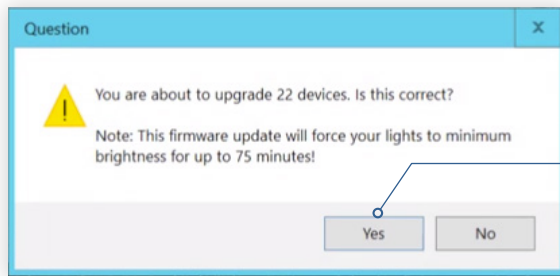 Question
x
You are about to upgrade 22 devices. Is this correct?
Note: This firmware update will force your lights to minimum
brightness for up to 75 minutes!
Yes
No